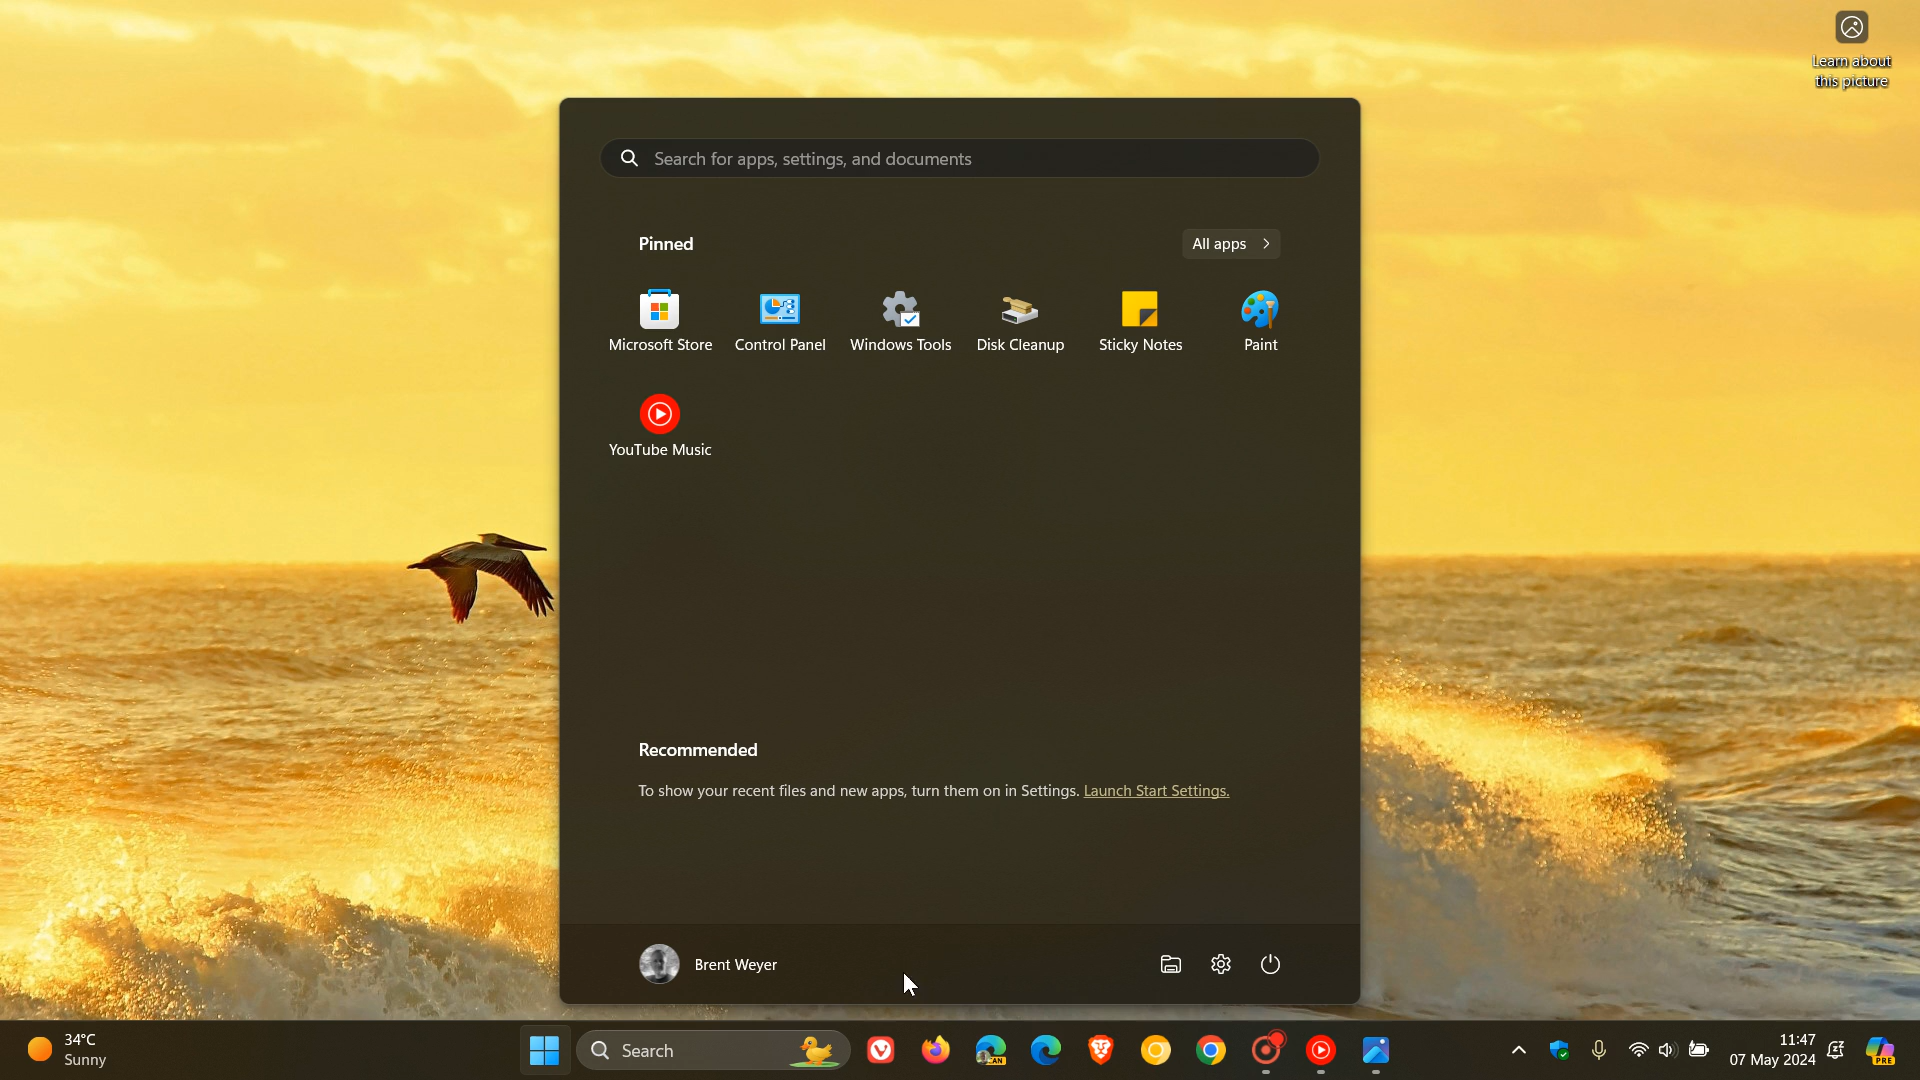 Learn about
this picture
Search for apps, settings, and documents
Pinned
All apps
Microsoft Store
Control Panel
Windows Tools
Disk Cleanup
Sticky Notes
Paint
YouTube Music
Recommended
To show your recent files and new apps, turn them on in Settings. Launch Start Settings.
Brent Weyer
34°C
Sunny
Search
CAN
11:47
07 May 2024
PRE